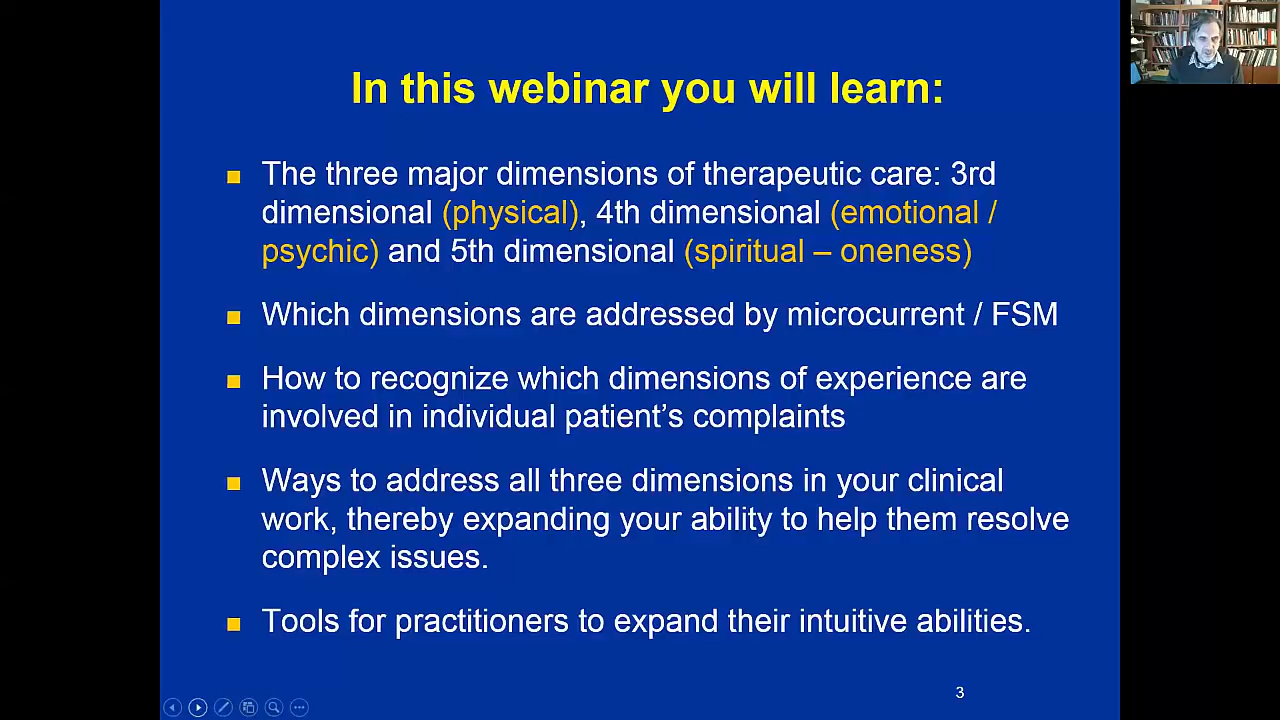 In this webinar you will learn:
The three major dimensions of therapeutic care: 3rd
dimensional (physical), 4th dimensional (emotional /
psychic) and 5th dimensional (spiritual – oneness)
Which dimensions are addressed by microcurrent / FSM
How to recognize which dimensions of experience are
involved in individual patient’s complaints
Ways to address all three dimensions in your clinical
work, thereby expanding your ability to help them resolve
complex issues.
Tools for practitioners to expand their intuitive abilities.
3